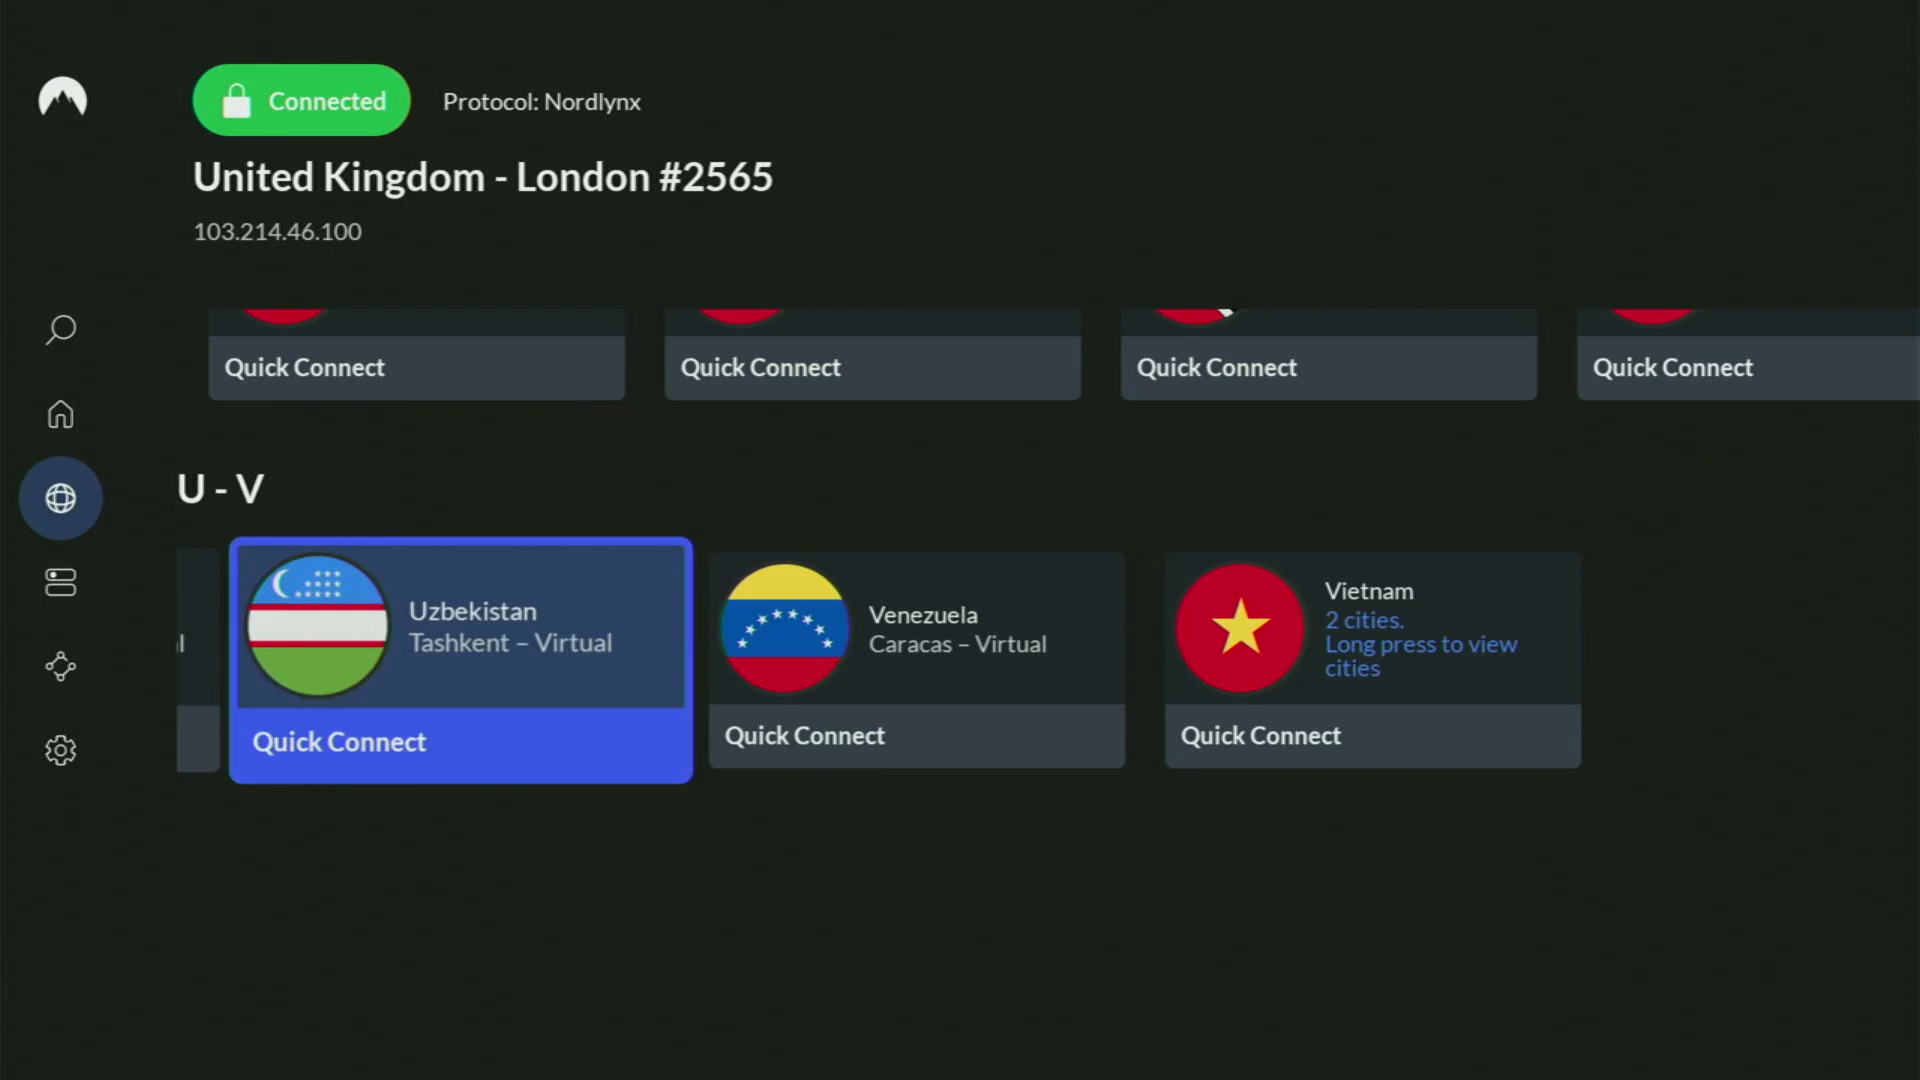 Connected
Protocol: Nordlynx
United Kingdom - London #2565
103.214.46.100
Quick Connect
Quick Connect
Quick Connect
Quick Connect
U - V
Uzbekistan
Tashkent – Virtual
Quick Connect
Venezuela
Caracas – Virtual
Quick Connect
Vietnam
2 cities.
Long press to view
cities
Quick Connect